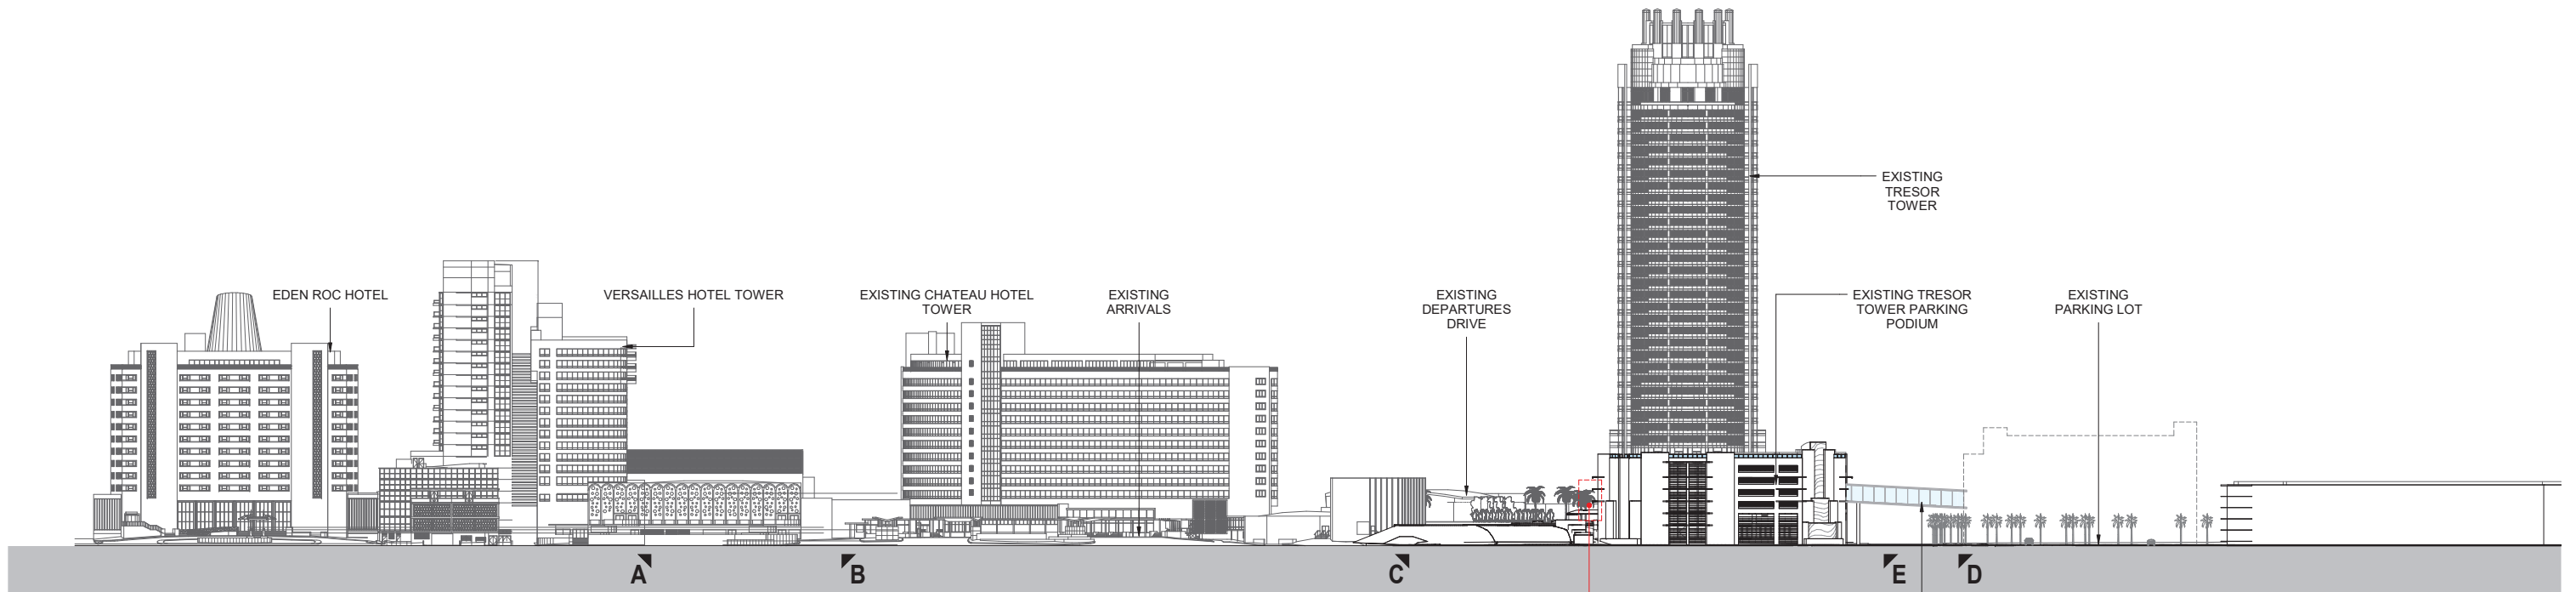 EXISTING
TRESOR
TOWER
EDEN ROC HOTEL
VERSAILLES HOTEL TOWER
EXISTING CHATEAU HOTEL
TOWER
EXISTING
ARRIVALS
EXISTING
DEPARTURES
DRIVE
EXISTING TRESOR
TOWER PARKING
PODIUM
EXISTING
PARKING LOT
A
B
C
E
D